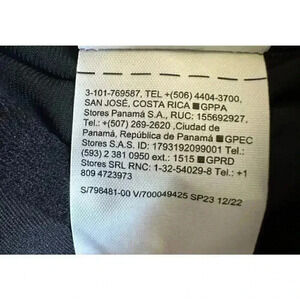 3-101-769587, TEL +(506) 4404-3700,
SAN JOSÉ, COSTA RICA ■GPPA
Stores Panamá S.A., RUC: 155692927,
Tel.: +(507) 269-2620 ,Ciudad de
Panamá, República de Panamá ■GPEC
Stores S.A.S. ID: 1793192099001 Tel.:
(593) 2 381 0950 ext.: 1515 ■GPRD
Stores SRL RNC: 1-32-54029-8 Tel.: +1
809 4723973
S/798481-00 V/700049425 SP23 12/22